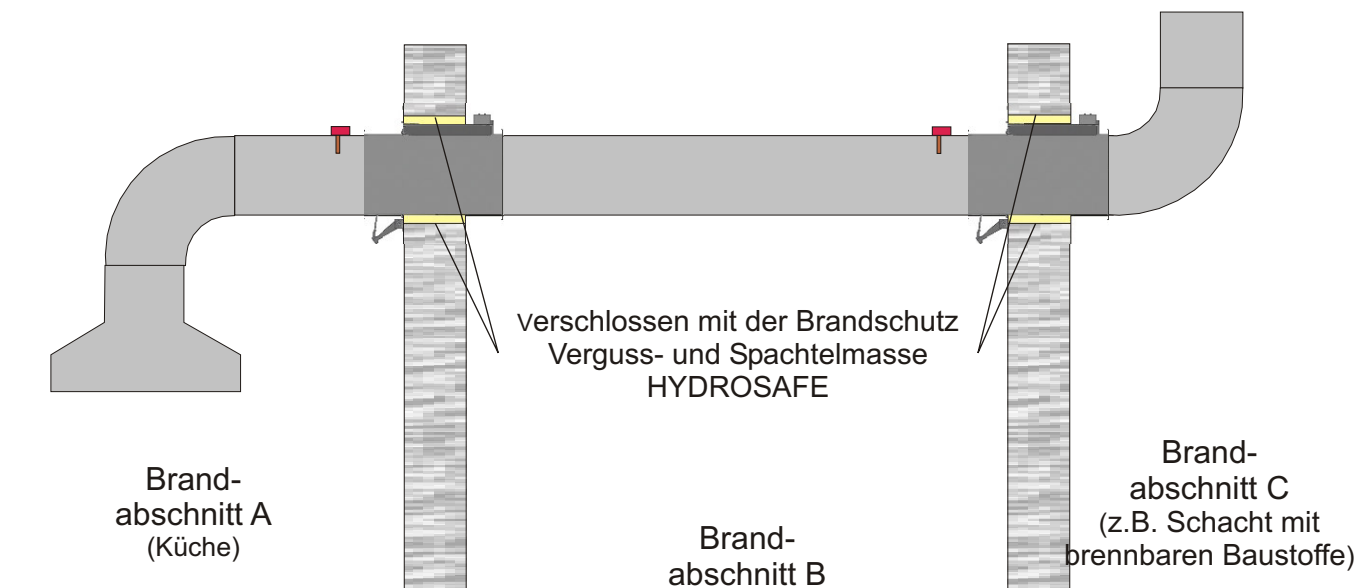 Verschlossen mit der Brandschutz
Verguss- und Spachtelmasse
HYDROSAFE
Brand-
abschnitt A
(Küche)
Brand-
abschnitt B
Brand-
abschnitt C
(z.B. Schacht mit
brennbaren Baustoffe)